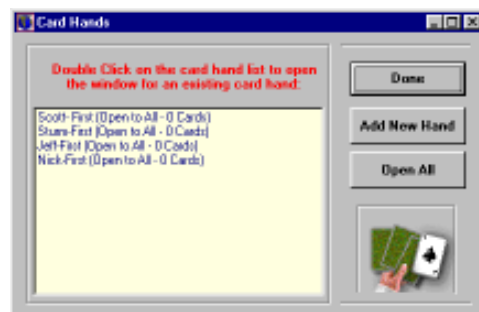 Card Hands
Double Click on the card hand list to open
the window for an existing card hand:
Scott-First (Open to All - 0 Cards)
Sturm-First (Open to All - 0 Cards)
Jeff-First (Open to All - 0 Cards)
Nick-First (Open to All - 0 Cards)
Done
Add New Hand
Open All